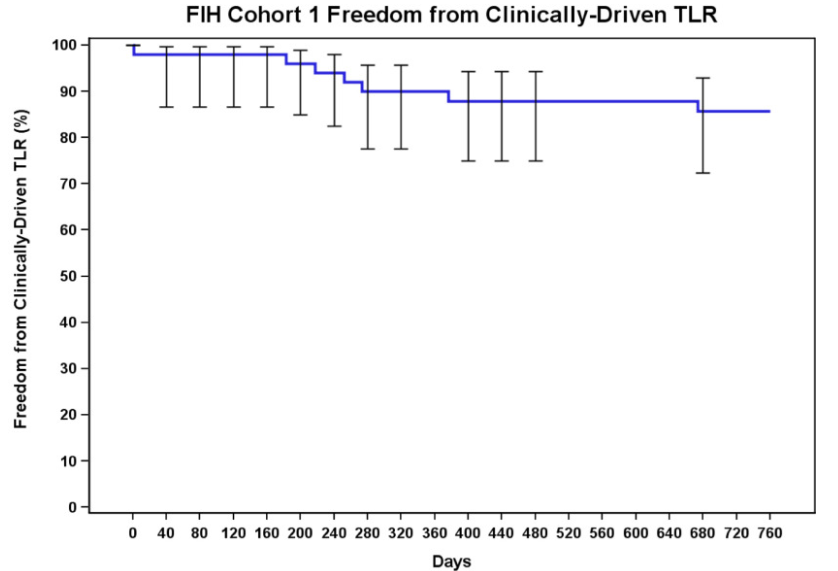 FIH Cohort 1 Freedom from Clinically-Driven TLR
Freedom from Clinically-Driven TLR (%)
100
90
80
70
60
50
40
30
20
10
0
0 40 80 120 160 200 240 280 320 360 400 440 480 520 560 600 640 680 720 760
Days